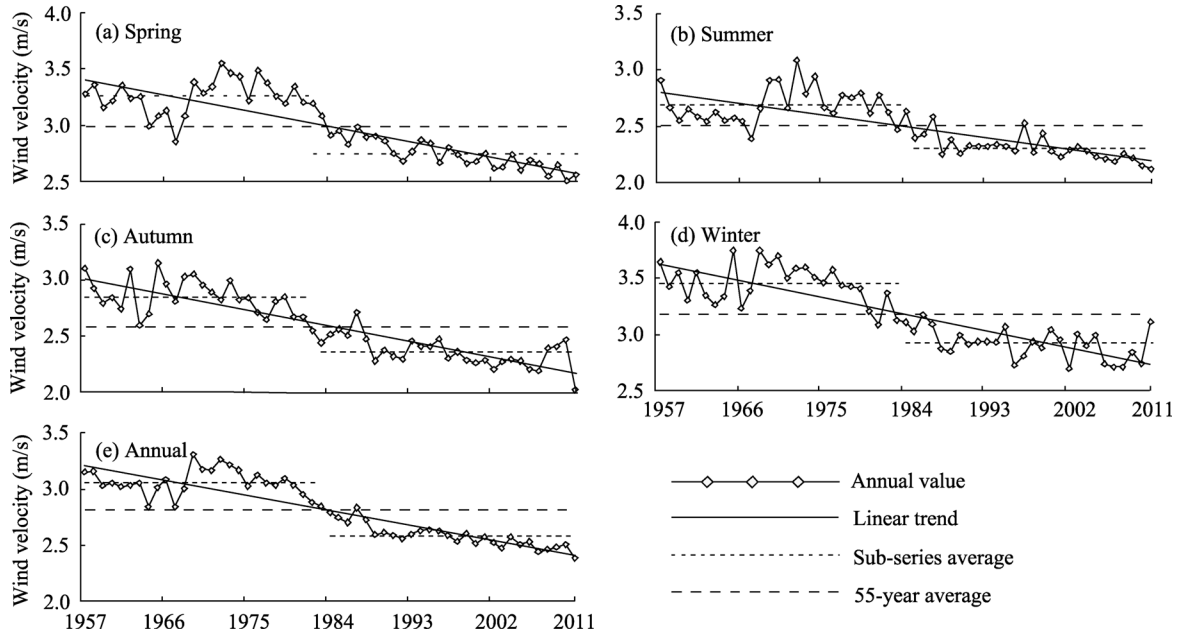 (a) Spring
Wind velocity (m/s)
4.0
3.5
3.0
2.5
(b) Summer
3.5
3.0
2.5
2.0
(c) Autumn
Wind velocity (m/s)
3.5
3.0
2.5
2.0
(d) Winter
4.0
3.5
3.0
2.5
1957 1966 1975 1984 1993 2002 2011
(e) Annual
Wind velocity (m/s)
3.5
3.0
2.5
2.0
1957 1966 1975 1984 1993 2002 2011
Annual value
Linear trend
Sub-series average
55-year average